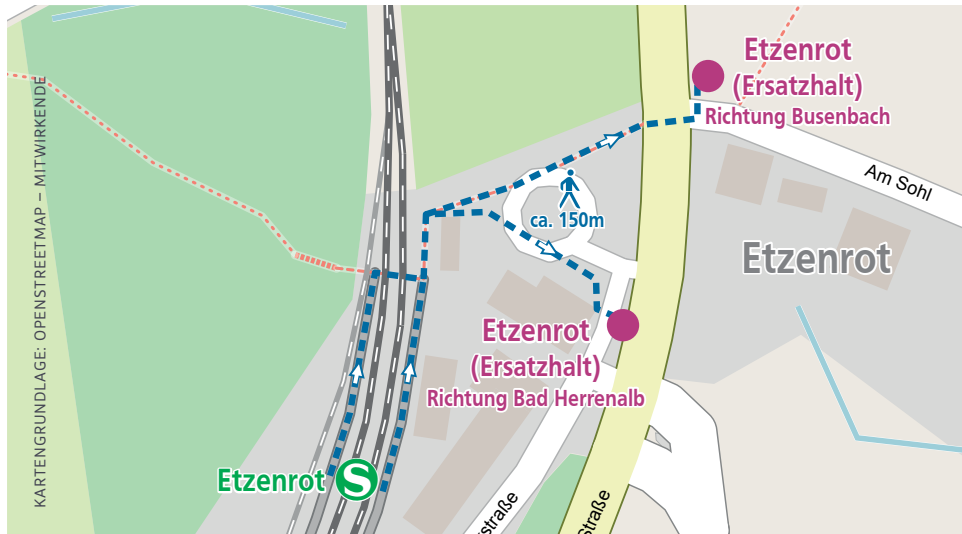 Etzenrot
(Ersatzhalt)
Richtung Busenbach
Am Sohl
ca. 150m
Etzenrot
Etzenrot
(Ersatzhalt)
Richtung Bad Herrenalb
Etzenrot
S
straße
Straße
KARTENGRUNDLAGE: OPENSTREETMAP – MITWIRKENDE